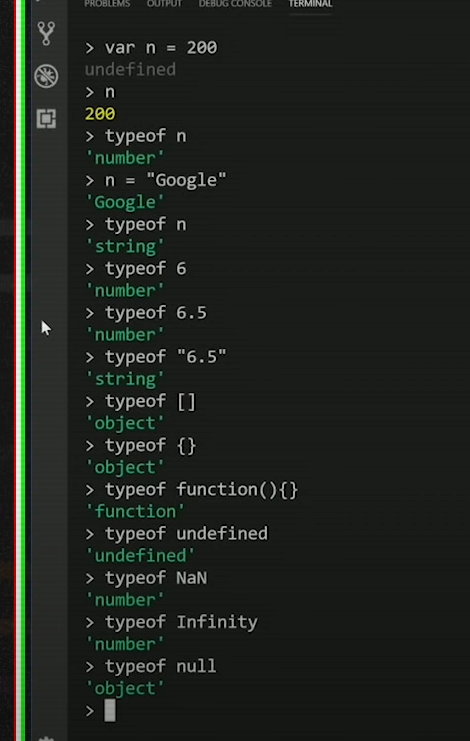 PROBLEMS OUTPUT DEBUG CONSOLE TERMINAL
> var n = 200
undefined
> n
200
> typeof n
'number'
> n = "Google"
'Google'
> typeof n
'string'
> typeof 6
'number'
> typeof 6.5
'number'
> typeof "6.5"
'string'
> typeof []
'object'
> typeof {}
'object'
> typeof function(){}
'function'
> typeof undefined
'undefined'
> typeof NaN
'number'
> typeof Infinity
'number'
> typeof null
'object'
>